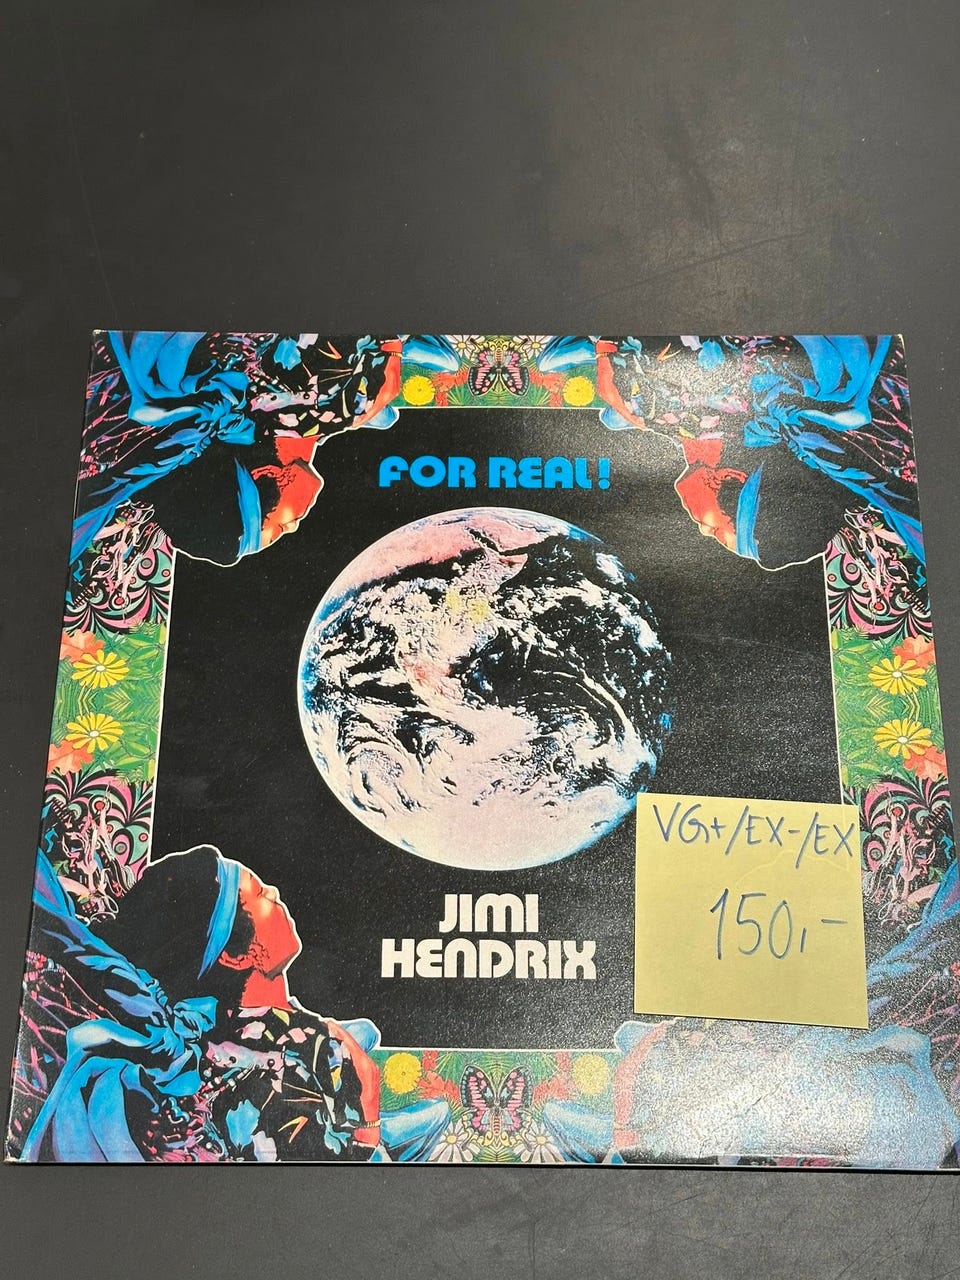 FOR REAL!
JIMI
HENDRIX
VG+/EX-/EX
150,-